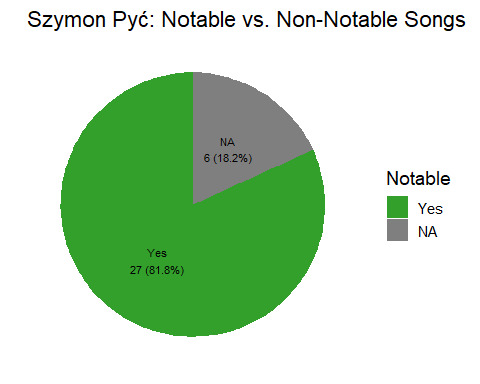 Szymon Pyć: Notable vs. Non-Notable Songs
NA
6 (18.2%)
Yes
27 (81.8%)
Notable
Yes
NA